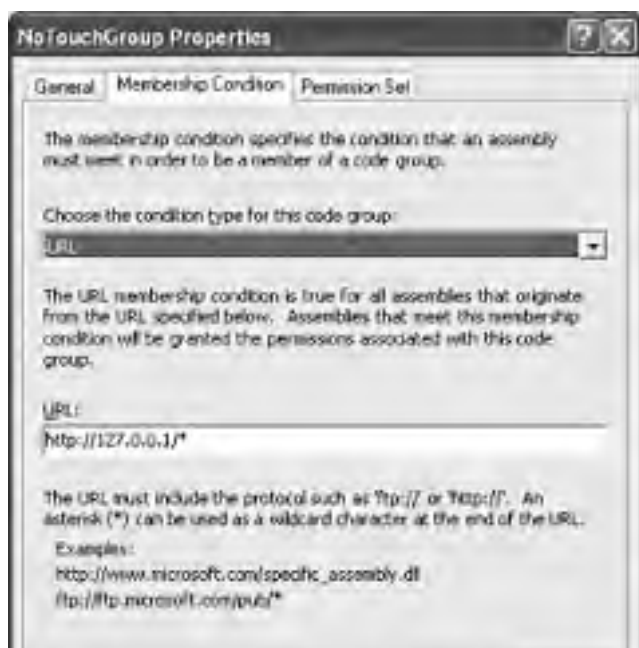 NoTouchGroup Properties
General Membership Condition Permission Set
The membership condition specifies the condition that an assembly
must meet in order to be a member of a code group.
Choose the condition type for this code group:
URL
The URL membership condition is true for all assemblies that originate
from the URL specified below. Assemblies that meet this membership
condition will be granted the permissions associated with this code
group.
URL:
http://127.0.0.1/*
The URL must include the protocol such as 'ftp://' or 'http://'. An
asterisk (*) can be used as a wildcard character at the end of the URL.
Examples:
http://www.microsoft.com/specific_assembly.dll
ftp://ftp.microsoft.com/pub/*